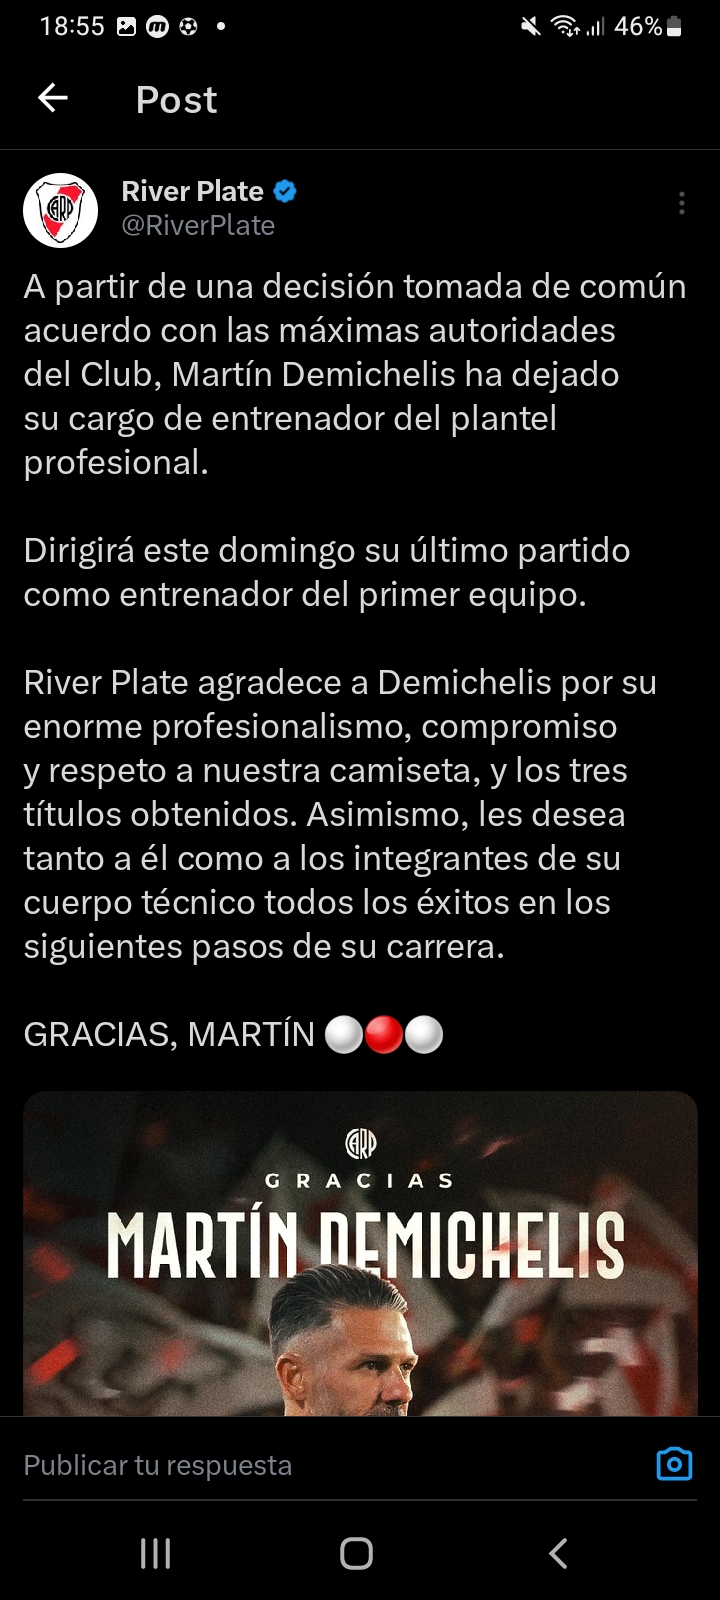 18:55
46%
Post
River Plate
@RiverPlate
A partir de una decisión tomada de común
acuerdo con las máximas autoridades
del Club, Martín Demichelis ha dejado
su cargo de entrenador del plantel
profesional.
Dirigirá este domingo su último partido
como entrenador del primer equipo.
River Plate agradece a Demichelis por su
enorme profesionalismo, compromiso
y respeto a nuestra camiseta, y los tres
títulos obtenidos. Asimismo, les desea
tanto a él como a los integrantes de su
cuerpo técnico todos los éxitos en los
siguientes pasos de su carrera.
GRACIAS, MARTÍN ⚪🔴⚪
CARP
GRACIAS
MARTÍN DEMICHELIS
Publicar tu respuesta